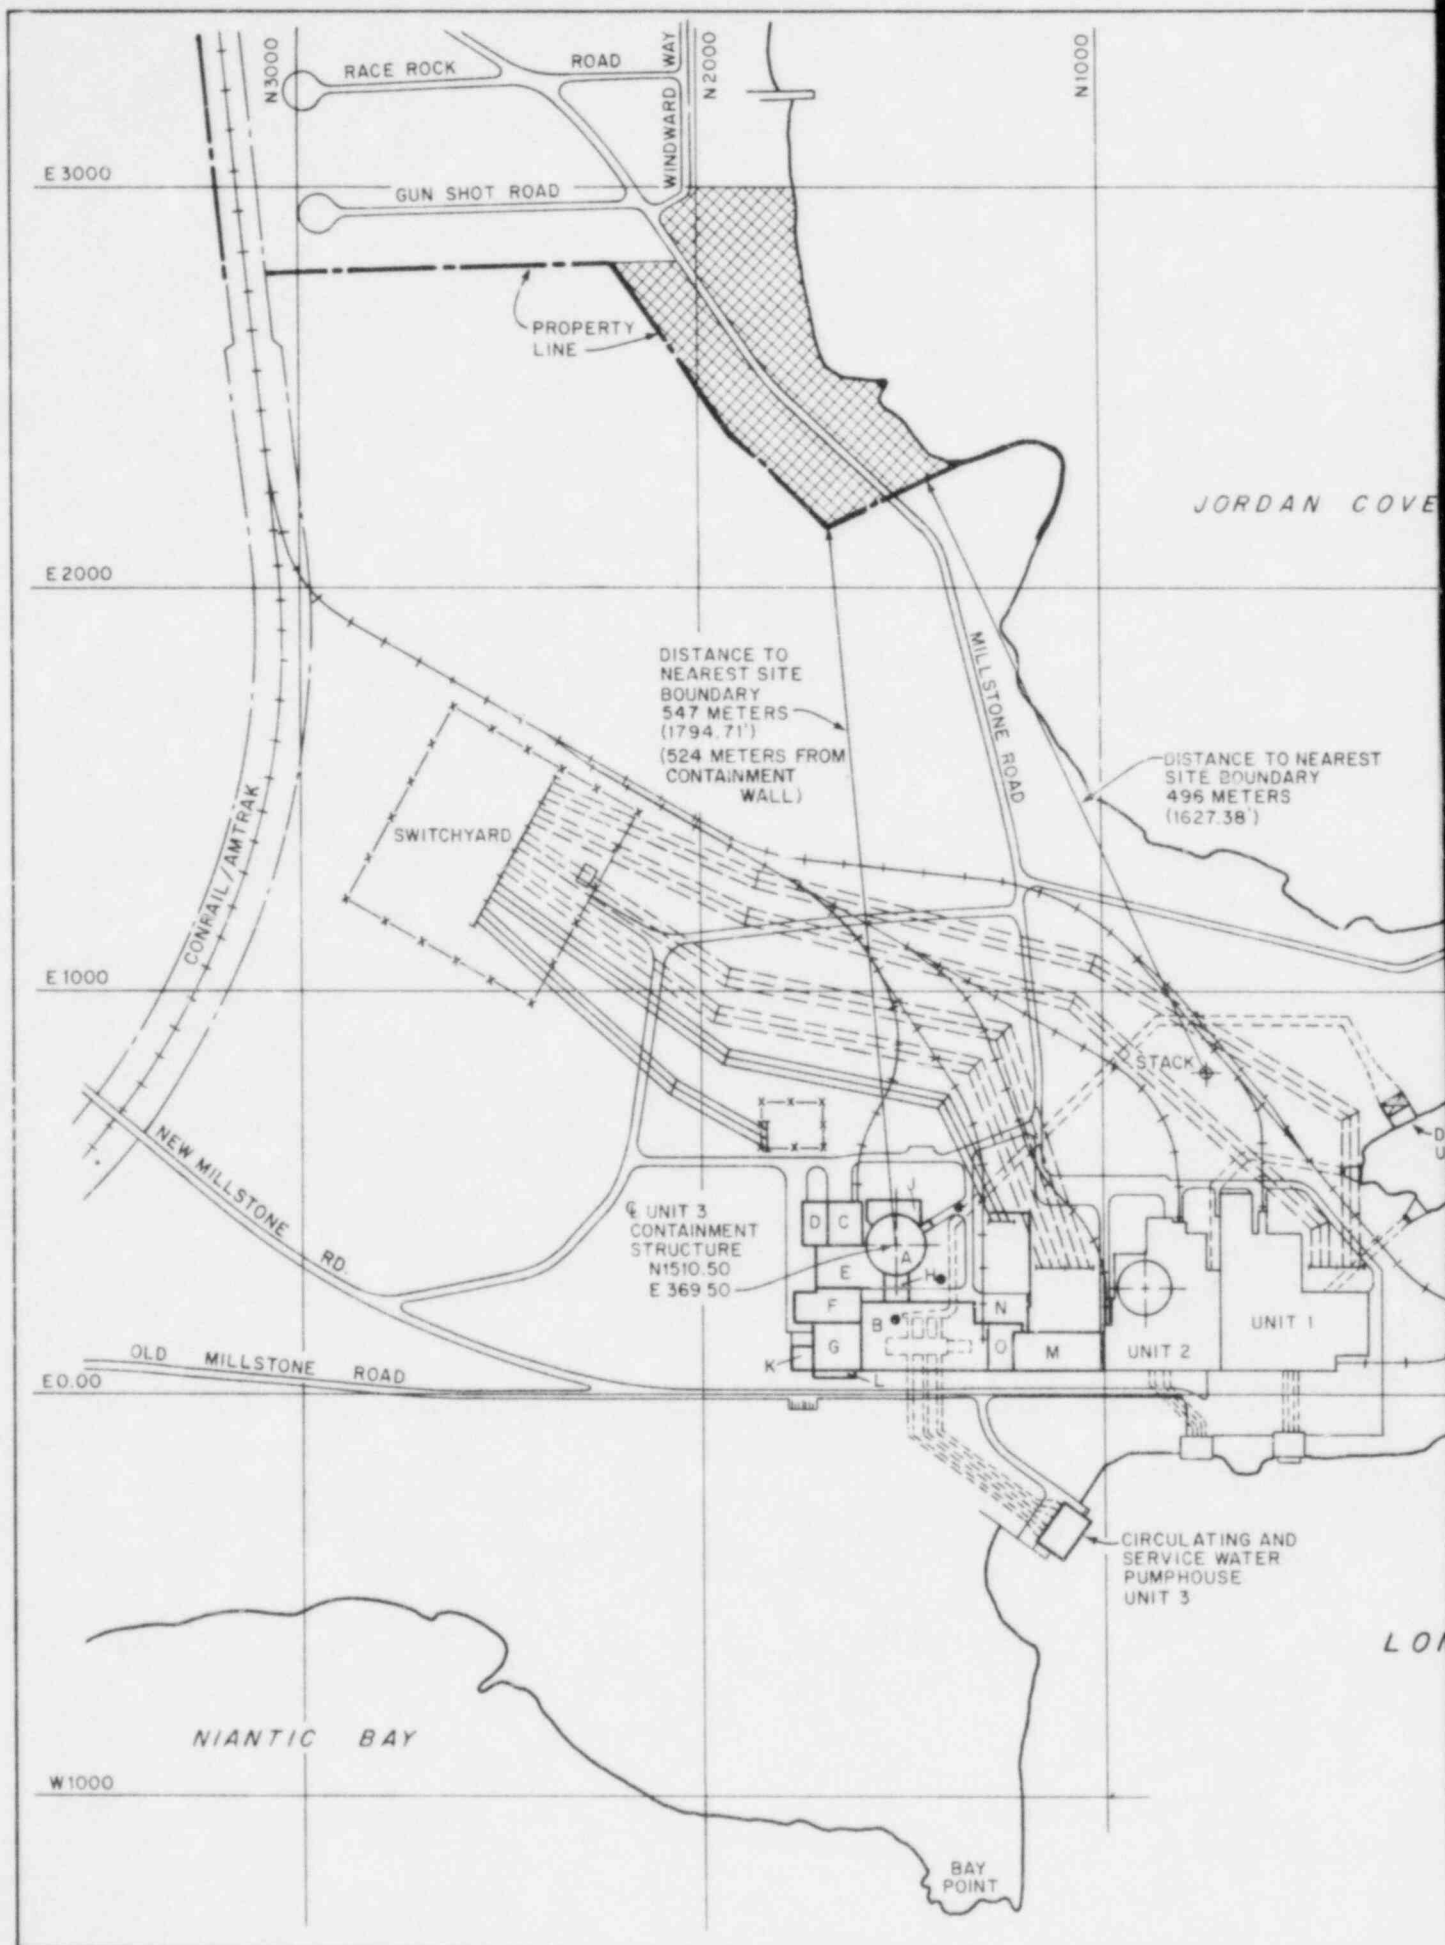 N3000
RACE ROCK
ROAD
WINDWARD WAY
N2000
N1000
E 3000
GUN SHOT ROAD
PROPERTY
LINE
JORDAN COVE
E 2000
DISTANCE TO
NEAREST SITE
BOUNDARY
547 METERS
(1794.71')
(524 METERS FROM
CONTAINMENT
WALL)
MILLSTONE ROAD
DISTANCE TO NEAREST
SITE BOUNDARY
496 METERS
(1627.38')
SWITCHYARD
CONRAIL/AMTRAK
E 1000
STACK
D
U
NEW MILLSTONE RD.
℄ UNIT 3
CONTAINMENT
STRUCTURE
N1510.50
E 369.50
J
D
C
A
E
H
F
B
N
G
O
M
K
L
UNIT 2
UNIT 1
OLD MILLSTONE ROAD
E0.00
CIRCULATING AND
SERVICE WATER
PUMPHOUSE
UNIT 3
LON
NIANTIC BAY
W1000
BAY
POINT